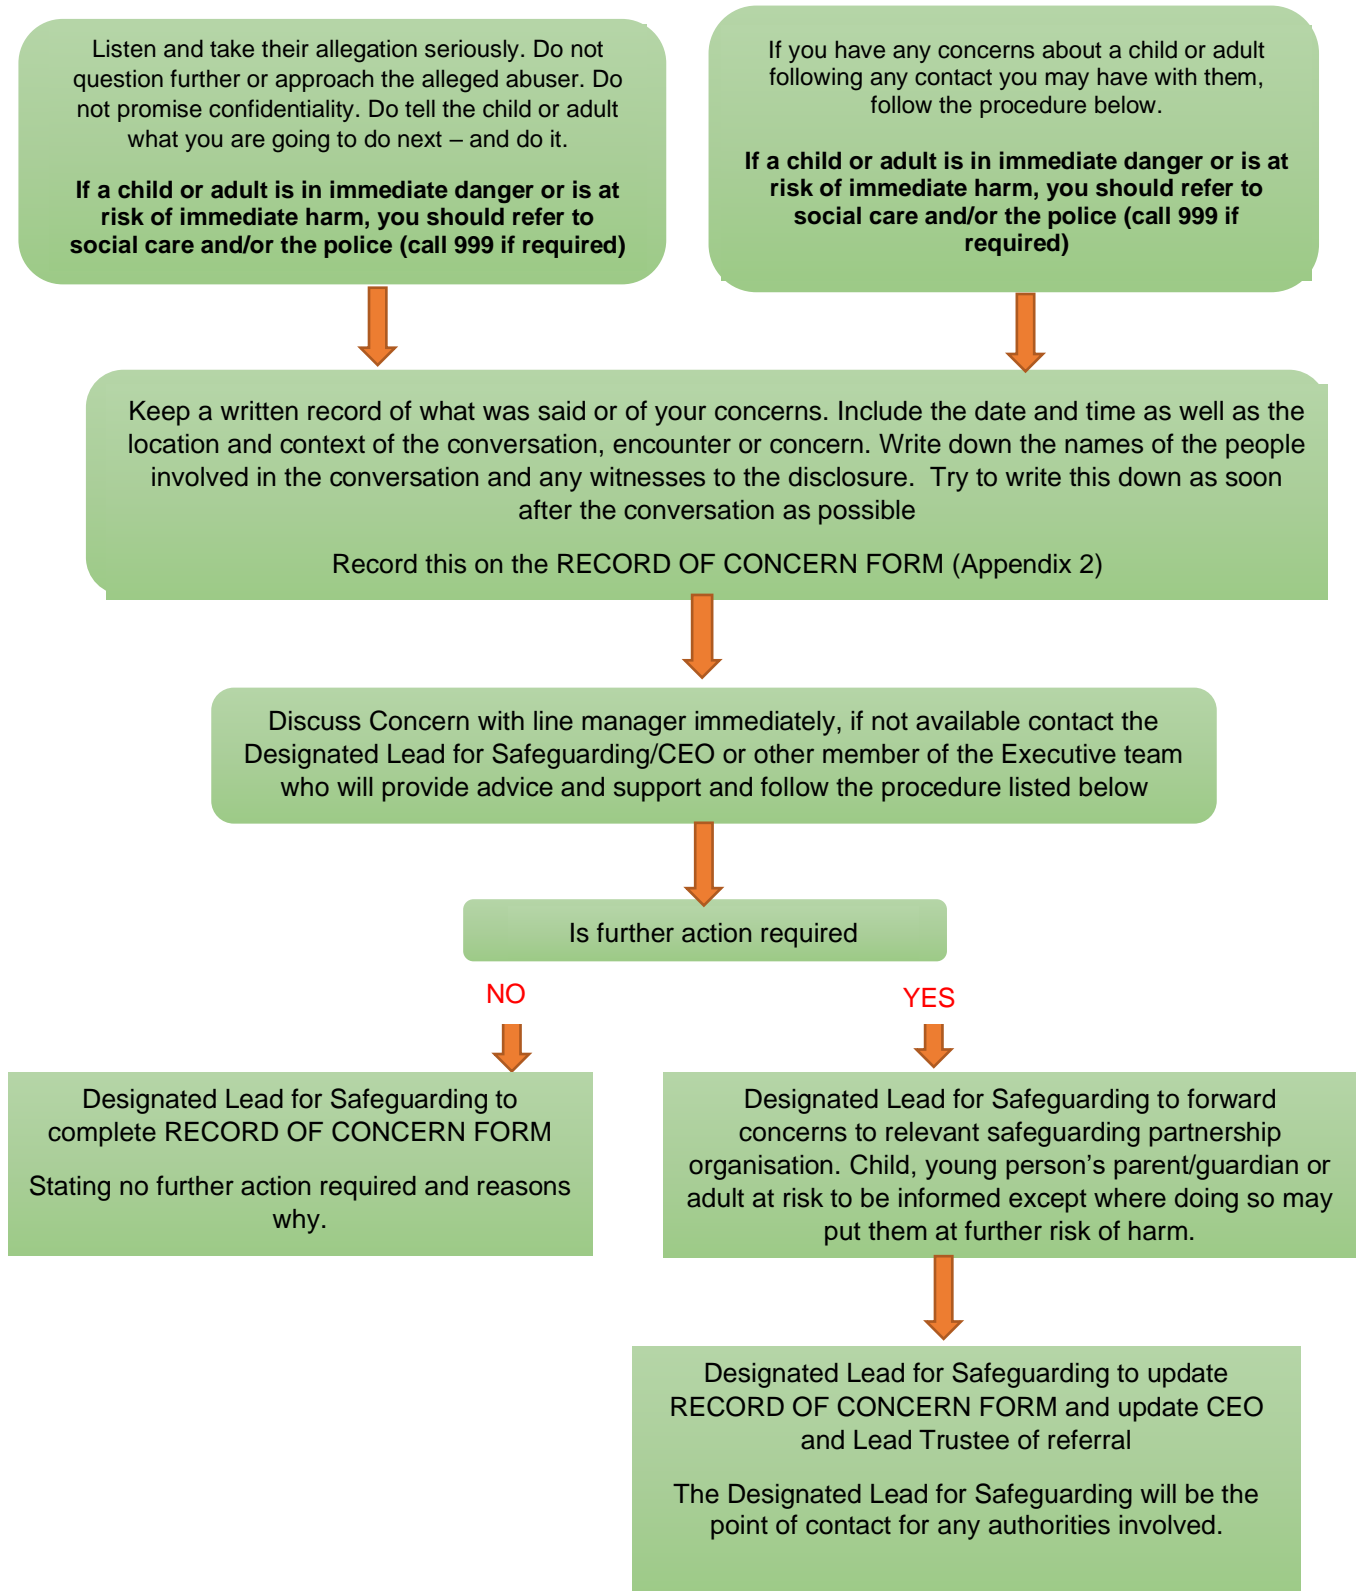 Listen and take their allegation seriously. Do not
question further or approach the alleged abuser. Do
not promise confidentiality. Do tell the child or adult
what you are going to do next – and do it.
If a child or adult is in immediate danger or is at
risk of immediate harm, you should refer to
social care and/or the police (call 999 if required)
If you have any concerns about a child or adult
following any contact you may have with them,
follow the procedure below.
If a child or adult is in immediate danger or is at
risk of immediate harm, you should refer to
social care and/or the police (call 999 if
required)
Keep a written record of what was said or of your concerns. Include the date and time as well as the
location and context of the conversation, encounter or concern. Write down the names of the people
involved in the conversation and any witnesses to the disclosure.  Try to write this down as soon
after the conversation as possible
Record this on the RECORD OF CONCERN FORM (Appendix 2)
Discuss Concern with line manager immediately, if not available contact the
Designated Lead for Safeguarding/CEO or other member of the Executive team
who will provide advice and support and follow the procedure listed below
Is further action required
NO
YES
Designated Lead for Safeguarding to
complete RECORD OF CONCERN FORM
Stating no further action required and reasons
why.
Designated Lead for Safeguarding to forward
concerns to relevant safeguarding partnership
organisation. Child, young person’s parent/guardian or
adult at risk to be informed except where doing so may
put them at further risk of harm.
Designated Lead for Safeguarding to update
RECORD OF CONCERN FORM and update CEO
and Lead Trustee of referral
The Designated Lead for Safeguarding will be the
point of contact for any authorities involved.